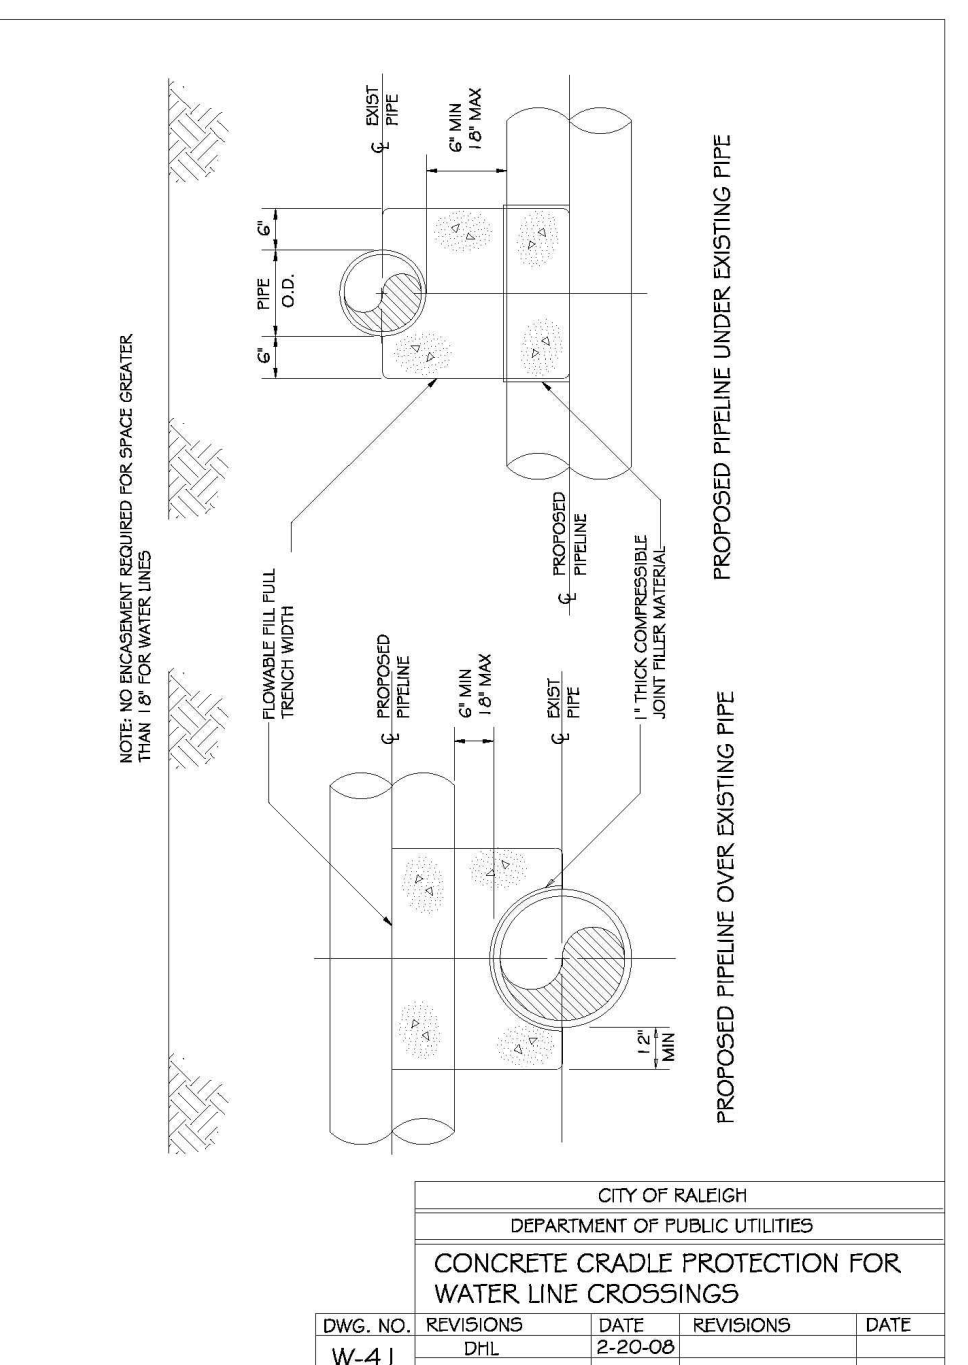 NOTE: NO ENCASEMENT REQUIRED FOR SPACE GREATER
THAN 18" FOR WATER LINES
FLOWABLE FILL FULL
TRENCH WIDTH
℄ PROPOSED
PIPELINE
6" MIN
18" MAX
℄ EXIST
PIPE
1" THICK COMPRESSIBLE
JOINT FILLER MATERIAL
12"
MIN
PROPOSED PIPELINE OVER EXISTING PIPE
6"
PIPE
O.D.
6"
℄ EXIST
PIPE
6" MIN
18" MAX
℄ PROPOSED
PIPELINE
PROPOSED PIPELINE UNDER EXISTING PIPE
CITY OF RALEIGH
DEPARTMENT OF PUBLIC UTILITIES
CONCRETE CRADLE PROTECTION FOR
WATER LINE CROSSINGS
DWG. NO. REVISIONS DATE REVISIONS DATE
W-41 DHL 2-20-08